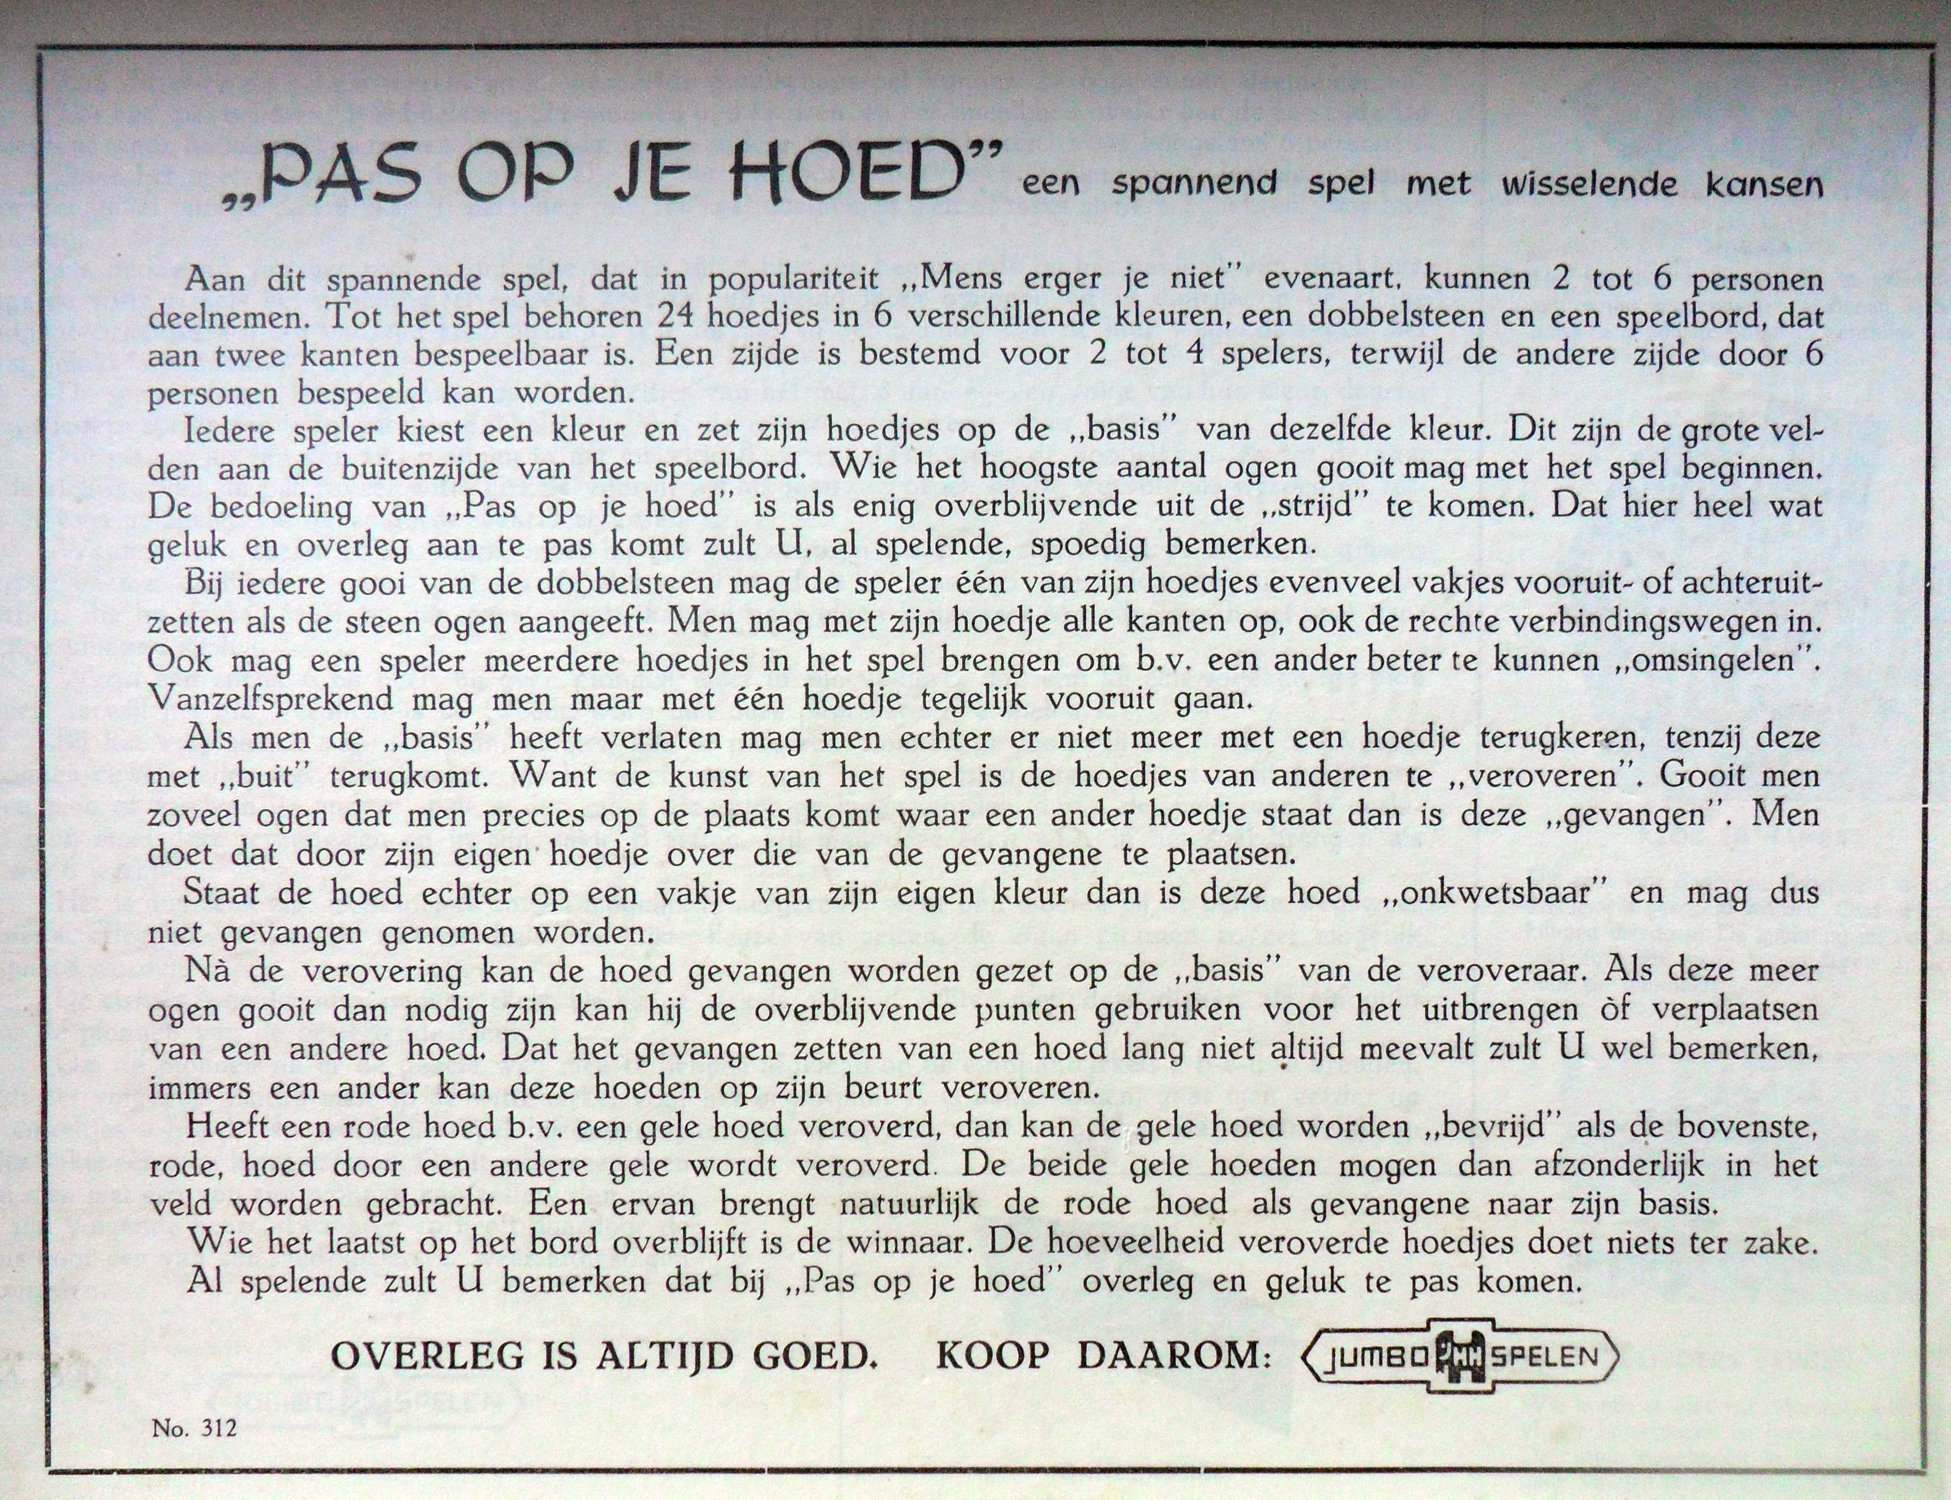 „PAS OP JE HOED” een spannend spel met wisselende kansen
Aan dit spannende spel, dat in populariteit „Mens erger je niet” evenaart, kunnen 2 tot 6 personen
deelnemen. Tot het spel behoren 24 hoedjes in 6 verschillende kleuren, een dobbelsteen en een speelbord, dat
aan twee kanten bespeelbaar is. Een zijde is bestemd voor 2 tot 4 spelers, terwijl de andere zijde door 6
personen bespeeld kan worden.
Iedere speler kiest een kleur en zet zijn hoedjes op de „basis” van dezelfde kleur. Dit zijn de grote vel-
den aan de buitenzijde van het speelbord. Wie het hoogste aantal ogen gooit mag met het spel beginnen.
De bedoeling van „Pas op je hoed” is als enig overblijvende uit de „strijd” te komen. Dat hier heel wat
geluk en overleg aan te pas komt zult U, al spelende, spoedig bemerken.
Bij iedere gooi van de dobbelsteen mag de speler één van zijn hoedjes evenveel vakjes vooruit- of achteruit-
zetten als de steen ogen aangeeft. Men mag met zijn hoedje alle kanten op, ook de rechte verbindingswegen in.
Ook mag een speler meerdere hoedjes in het spel brengen om b.v. een ander beter te kunnen „omsingelen”.
Vanzelfsprekend mag men maar met één hoedje tegelijk vooruit gaan.
Als men de „basis” heeft verlaten mag men echter er niet meer met een hoedje terugkeren, tenzij deze
met „buit” terugkomt. Want de kunst van het spel is de hoedjes van anderen te „veroveren”. Gooit men
zoveel ogen dat men precies op de plaats komt waar een ander hoedje staat dan is deze „gevangen”. Men
doet dat door zijn eigen hoedje over die van de gevangene te plaatsen.
Staat de hoed echter op een vakje van zijn eigen kleur dan is deze hoed „onkwetsbaar” en mag dus
niet gevangen genomen worden.
Nà de verovering kan de hoed gevangen worden gezet op de „basis” van de veroveraar. Als deze meer
ogen gooit dan nodig zijn kan hij de overblijvende punten gebruiken voor het uitbrengen òf verplaatsen
van een andere hoed. Dat het gevangen zetten van een hoed lang niet altijd meevalt zult U wel bemerken,
immers een ander kan deze hoeden op zijn beurt veroveren.
Heeft een rode hoed b.v. een gele hoed veroverd, dan kan de gele hoed worden „bevrijd” als de bovenste,
rode, hoed door een andere gele wordt veroverd. De beide gele hoeden mogen dan afzonderlijk in het
veld worden gebracht. Een ervan brengt natuurlijk de rode hoed als gevangene naar zijn basis.
Wie het laatst op het bord overblijft is de winnaar. De hoeveelheid veroverde hoedjes doet niets ter zake.
Al spelende zult U bemerken dat bij „Pas op je hoed” overleg en geluk te pas komen.
OVERLEG IS ALTIJD GOED. KOOP DAAROM: JUMBO SPELEN
No. 312